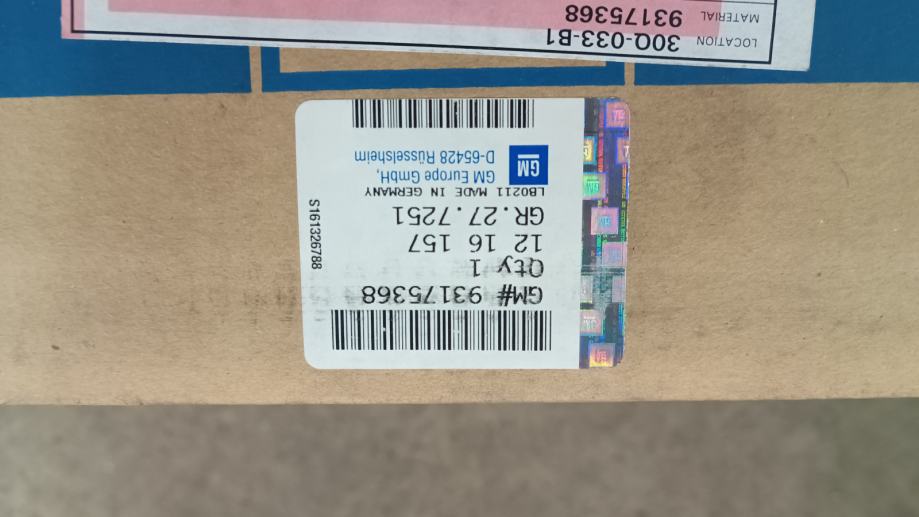 GM# 93175368
Qty 1
12 16 157
GR.27.7251
LB0211 MADE IN GERMANY
GM
GM Europe GmbH,
D-65428 Rüsselsheim
S161326788
LOCATION 30Q-033-B1
MATERIAL 93175368